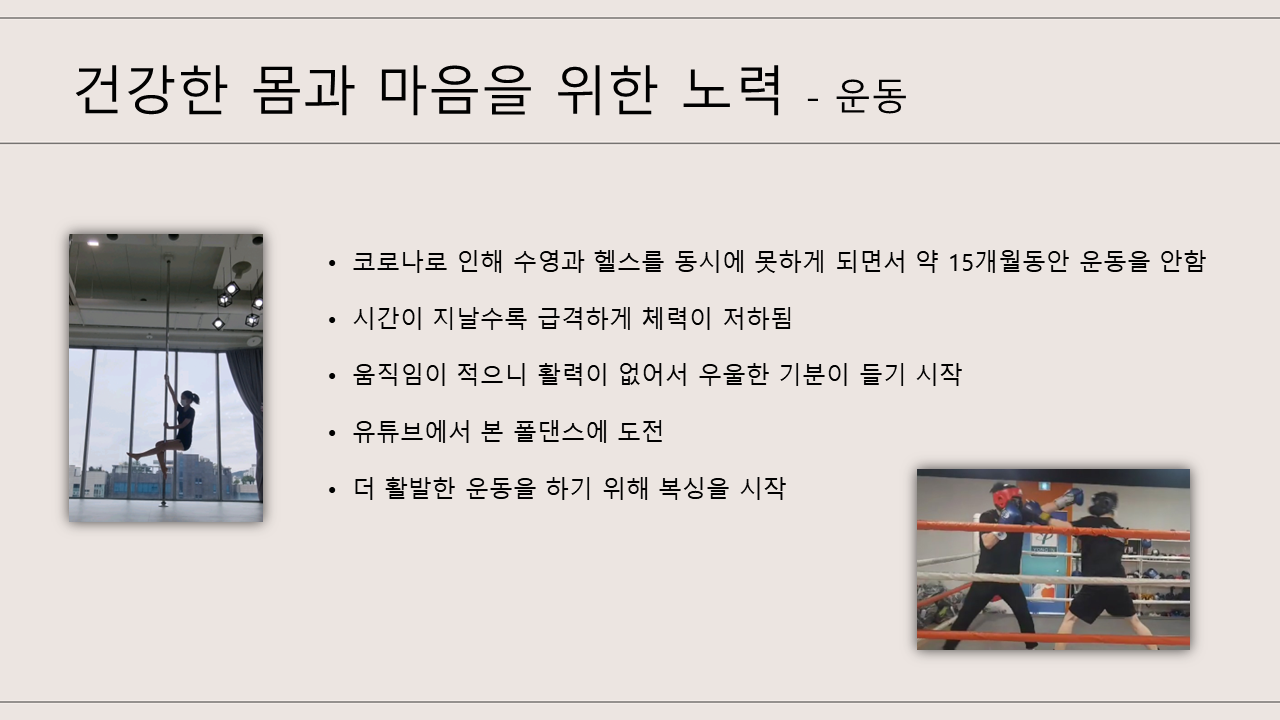 건강한 몸과 마음을 위한 노력 - 운동
• 코로나로 인해 수영과 헬스를 동시에 못하게 되면서 약 15개월동안 운동을 안함
• 시간이 지날수록 급격하게 체력이 저하됨
• 움직임이 적으니 활력이 없어서 우울한 기분이 들기 시작
• 유튜브에서 본 폴댄스에 도전
• 더 활발한 운동을 하기 위해 복싱을 시작